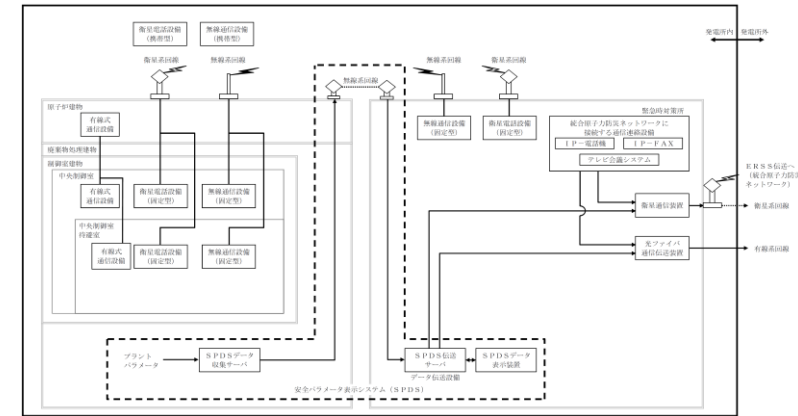 衛星電話設備
(携帯型)
無線通信設備
(携帯型)
発電所内
発電所外
衛星系回線
無線系回線
無線系回線
無線系回線
衛星系回線
原子炉建物
有線式
通信設備
廃棄物処理建物
制御室建物
中央制御室
有線式
通信設備
衛星電話設備
(固定型)
無線通信設備
(固定型)
中央制御室
待避室
有線式
通信設備
衛星電話設備
(固定型)
無線通信設備
(固定型)
無線通信設備
(固定型)
衛星電話設備
(固定型)
緊急時対策所
統合原子力防災ネットワークに
接続する通信連絡設備
IP-電話機
IP-FAX
テレビ会議システム
衛星通信装置
光ファイバ
通信伝送装置
ERSS伝送へ
(統合原子力防災
ネットワーク)
衛星系回線
有線系回線
プラント
パラメータ
SPDSデータ
収集サーバ
SPDS伝送
サーバ
SPDSデータ
表示装置
データ伝送設備
安全パラメータ表示システム(SPDS)